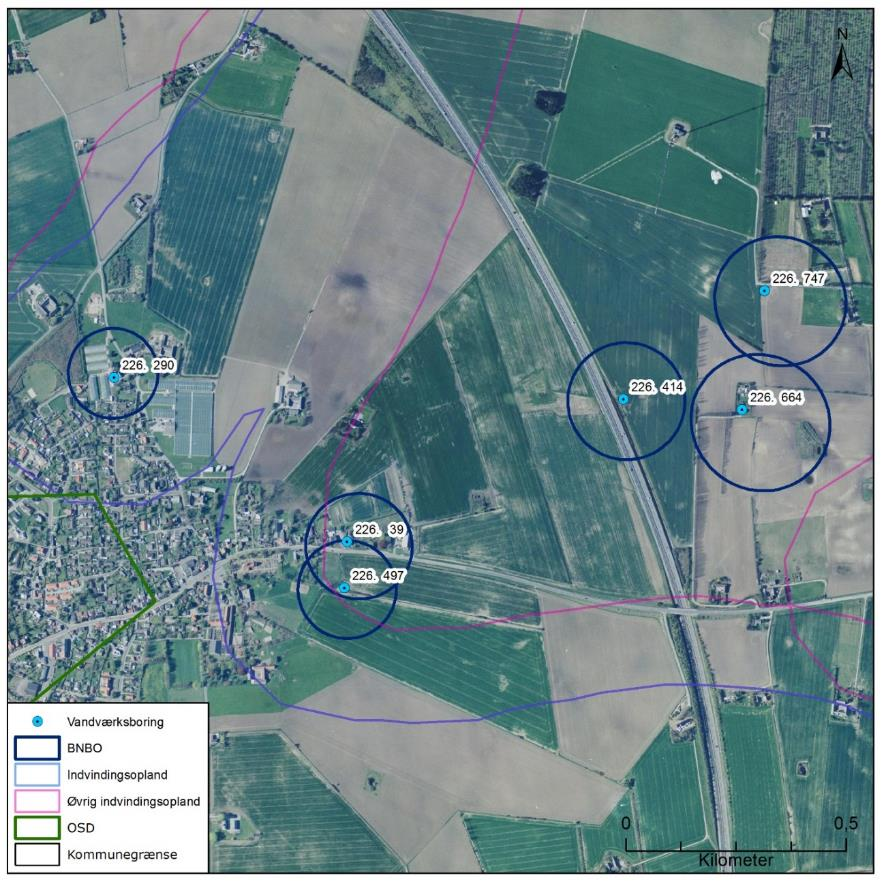 N
226. 747
226. 290
226. 414
226. 664
226. 39
226. 497
Vandværksboring
BNBO
Indvindingsopland
Øvrig indvindingsopland
OSD
Kommunegrænse
0 0,5
Kilometer